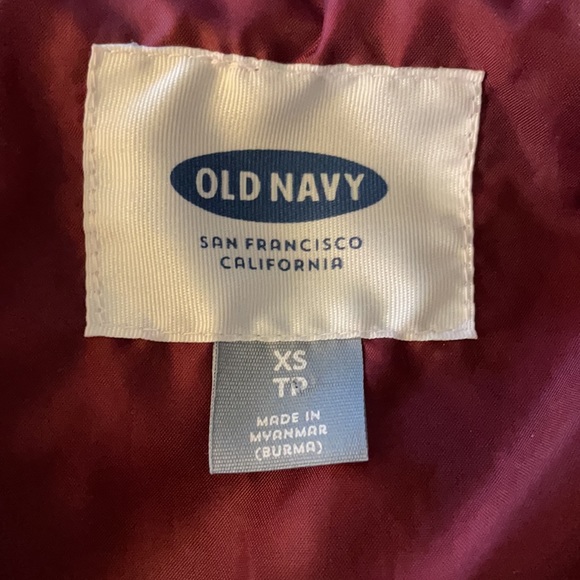 OLD NAVY
SAN FRANCISCO
CALIFORNIA
XS
TP
MADE IN
MYANMAR
(BURMA)